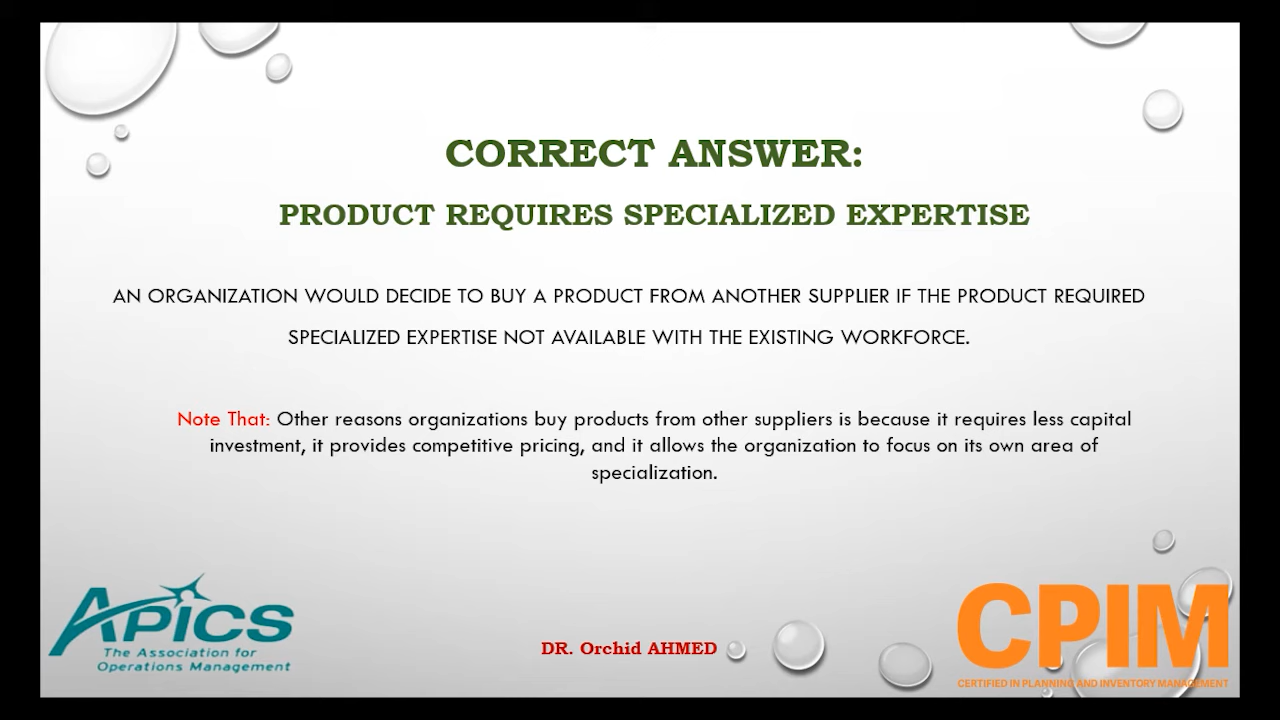 CORRECT ANSWER:
PRODUCT REQUIRES SPECIALIZED EXPERTISE
AN ORGANIZATION WOULD DECIDE TO BUY A PRODUCT FROM ANOTHER SUPPLIER IF THE PRODUCT REQUIRED
SPECIALIZED EXPERTISE NOT AVAILABLE WITH THE EXISTING WORKFORCE.
Note That: Other reasons organizations buy products from other suppliers is because it requires less capital
investment, it provides competitive pricing, and it allows the organization to focus on its own area of
specialization.
APICS
The Association for
Operations Management
DR. Orchid AHMED
CPIM
CERTIFIED IN PLANNING AND INVENTORY MANAGEMENT